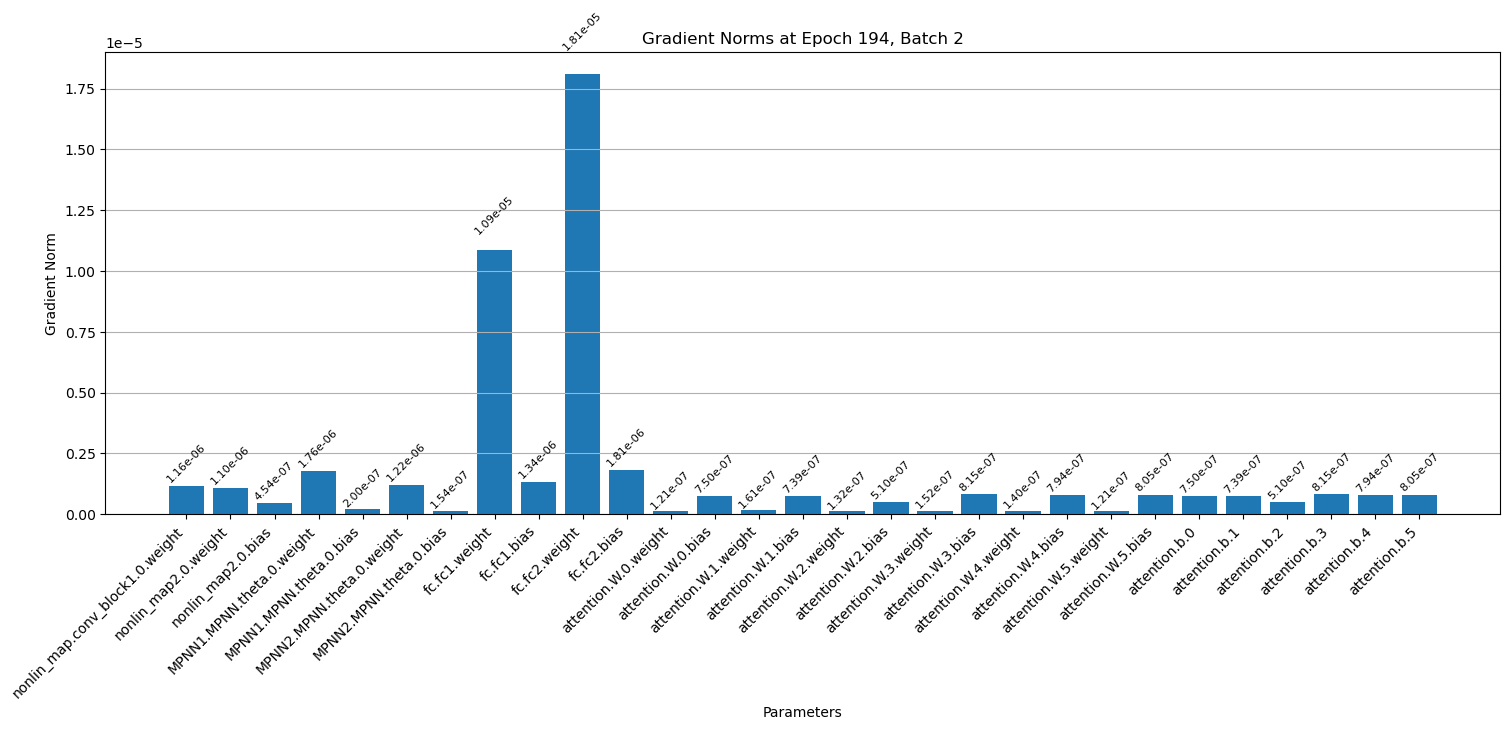 Gradient Norms at Epoch 194, Batch 2
1e−5
1.75
1.50
1.25
1.00
0.75
0.50
0.25
0.00
Gradient Norm
1.16e-06
1.10e-06
4.54e-07
1.76e-06
2.00e-07
1.22e-06
1.54e-07
1.09e-05
1.34e-06
1.81e-05
1.81e-06
1.21e-07
7.50e-07
1.61e-07
7.39e-07
1.32e-07
5.10e-07
1.52e-07
8.15e-07
1.40e-07
7.94e-07
1.21e-07
8.05e-07
7.50e-07
7.39e-07
5.10e-07
8.15e-07
7.94e-07
8.05e-07
nonlin_map.conv_block1.0.weight
nonlin_map2.0.weight
nonlin_map2.0.bias
MPNN1.MPNN.theta.0.weight
MPNN1.MPNN.theta.0.bias
MPNN2.MPNN.theta.0.weight
MPNN2.MPNN.theta.0.bias
fc.fc1.weight
fc.fc1.bias
fc.fc2.weight
fc.fc2.bias
attention.W.0.weight
attention.W.0.bias
attention.W.1.weight
attention.W.1.bias
attention.W.2.weight
attention.W.2.bias
attention.W.3.weight
attention.W.3.bias
attention.W.4.weight
attention.W.4.bias
attention.W.5.weight
attention.W.5.bias
attention.b.0
attention.b.1
attention.b.2
attention.b.3
attention.b.4
attention.b.5
Parameters